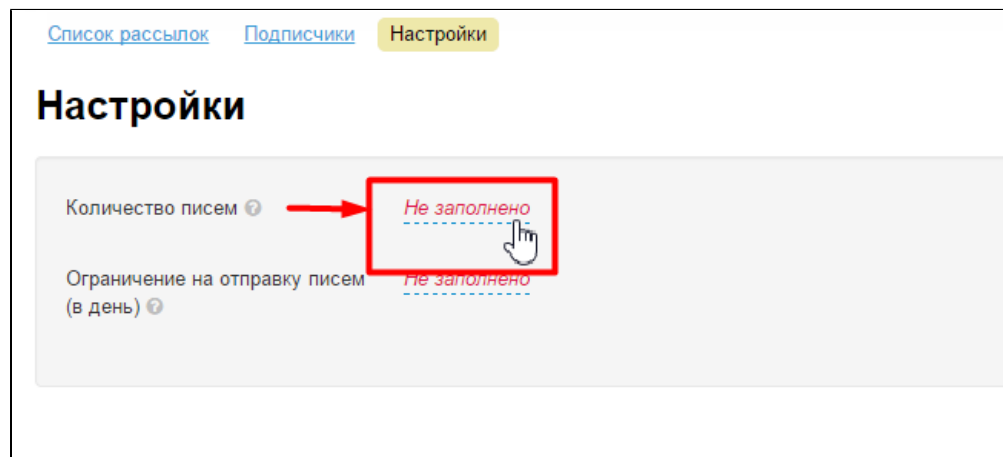 Список рассылок Подписчики Настройки
Настройки
Количество писем ? Не заполнено
Ограничение на отправку писем Не заполнено
(в день) ?